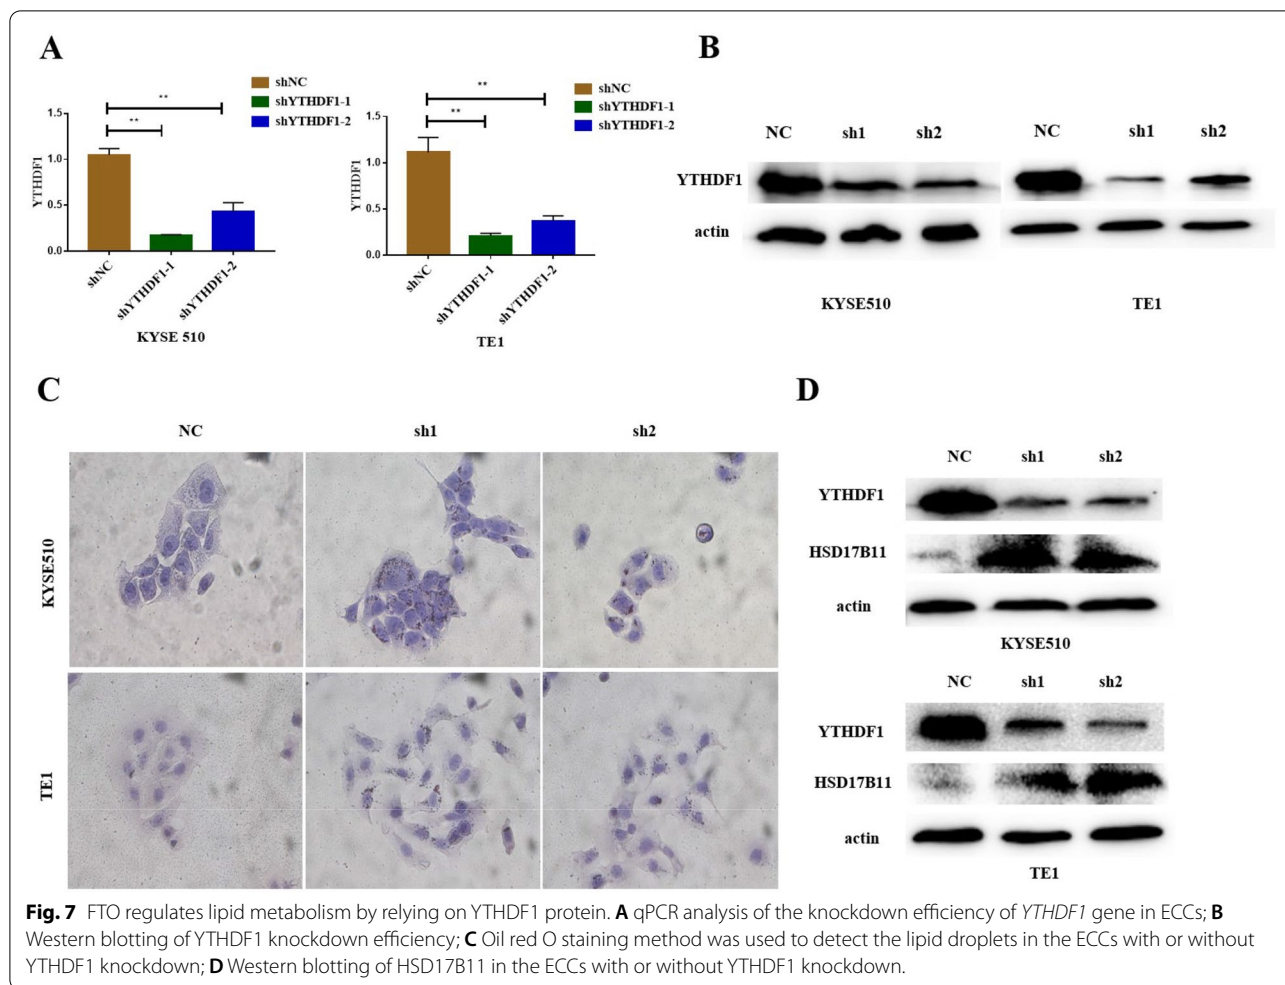 A
shNC
shYTHDF1-1
shYTHDF1-2
**
**
1.5
1.0
0.5
0.0
YTHDF1
shNC
shYTHDF1-1
shYTHDF1-2
KYSE 510
shNC
shYTHDF1-1
shYTHDF1-2
**
**
1.5
1.0
0.5
0.0
YTHDF1
shNC
shYTHDF1-1
shYTHDF1-2
TE1
B
NC sh1 sh2 NC sh1 sh2
YTHDF1
actin
KYSE510 TE1
C
NC sh1 sh2
KYSE510
TE1
D
NC sh1 sh2
YTHDF1
HSD17B11
actin
KYSE510
NC sh1 sh2
YTHDF1
HSD17B11
actin
TE1
Fig. 7 FTO regulates lipid metabolism by relying on YTHDF1 protein. A qPCR analysis of the knockdown efficiency of YTHDF1 gene in ECCs; B
Western blotting of YTHDF1 knockdown efficiency; C Oil red O staining method was used to detect the lipid droplets in the ECCs with or without
YTHDF1 knockdown; D Western blotting of HSD17B11 in the ECCs with or without YTHDF1 knockdown.